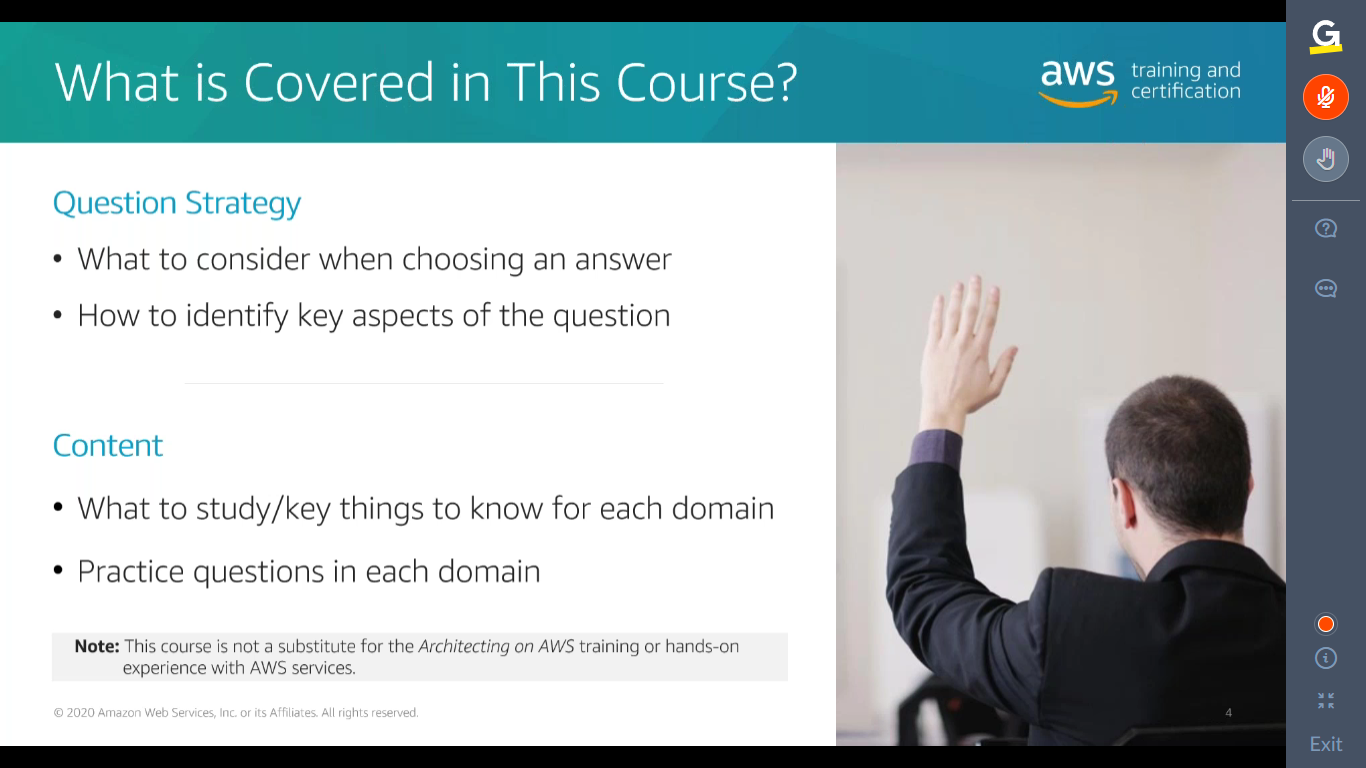 What is Covered in This Course?
aws training and
certification
Question Strategy
• What to consider when choosing an answer
• How to identify key aspects of the question
Content
• What to study/key things to know for each domain
• Practice questions in each domain
Note: This course is not a substitute for the Architecting on AWS training or hands-on
experience with AWS services.
© 2020 Amazon Web Services, Inc. or its Affiliates. All rights reserved.
4
G
Exit